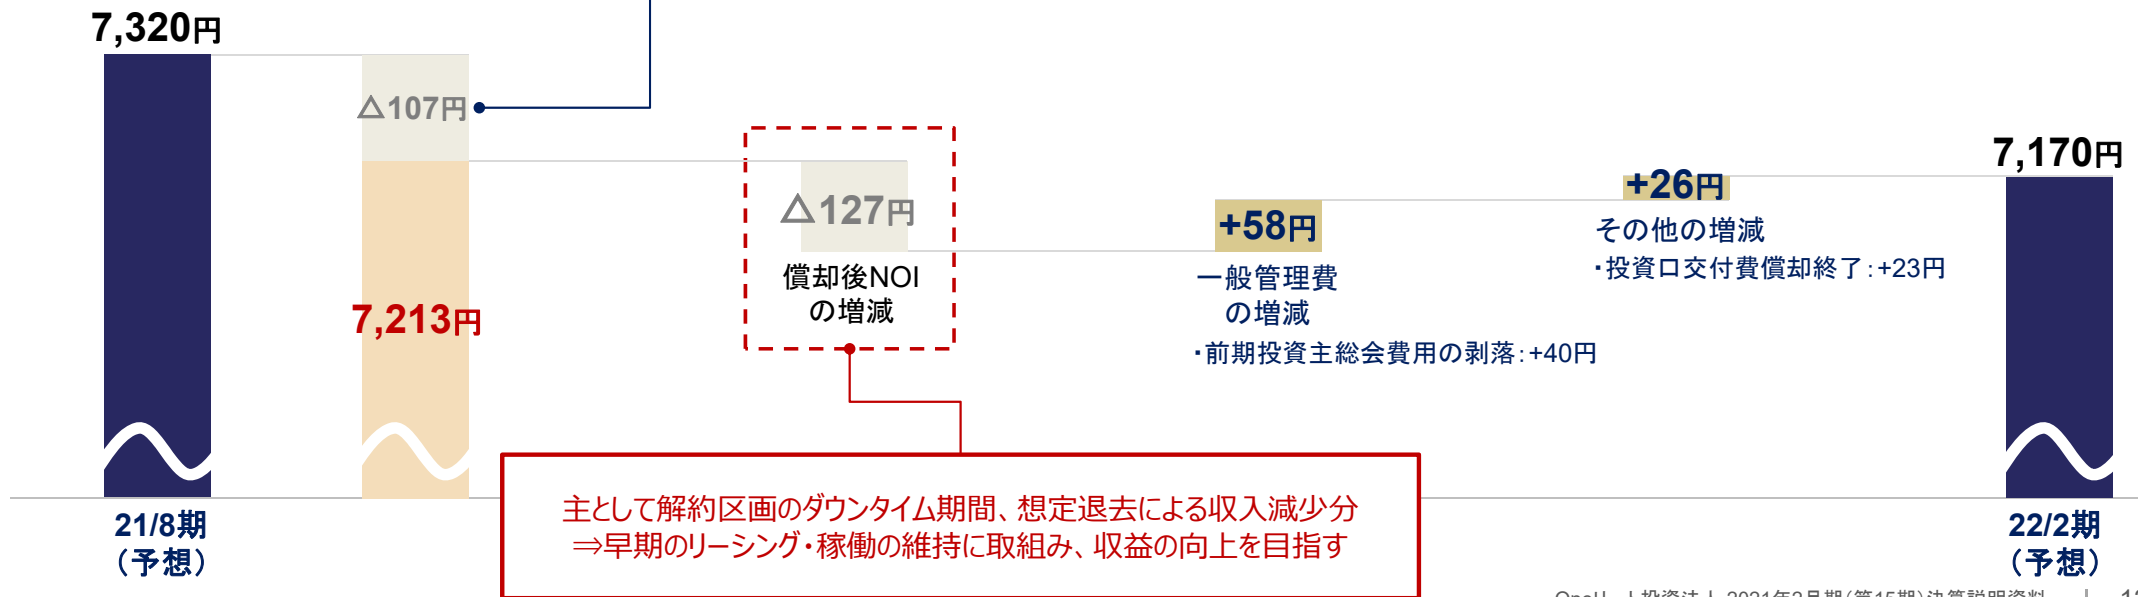 7,320円
△107円
7,213円
△127円
償却後NOI
の増減
+58円
一般管理費
の増減
・前期投資主総会費用の剥落:+40円
+26円
その他の増減
・投資口交付費償却終了:+23円
7,170円
主として解約区画のダウンタイム期間、想定退去による収入減少分
⇒早期のリーシング・稼働の維持に取組み、収益の向上を目指す
21/8期
(予想)
22/2期
(予想)